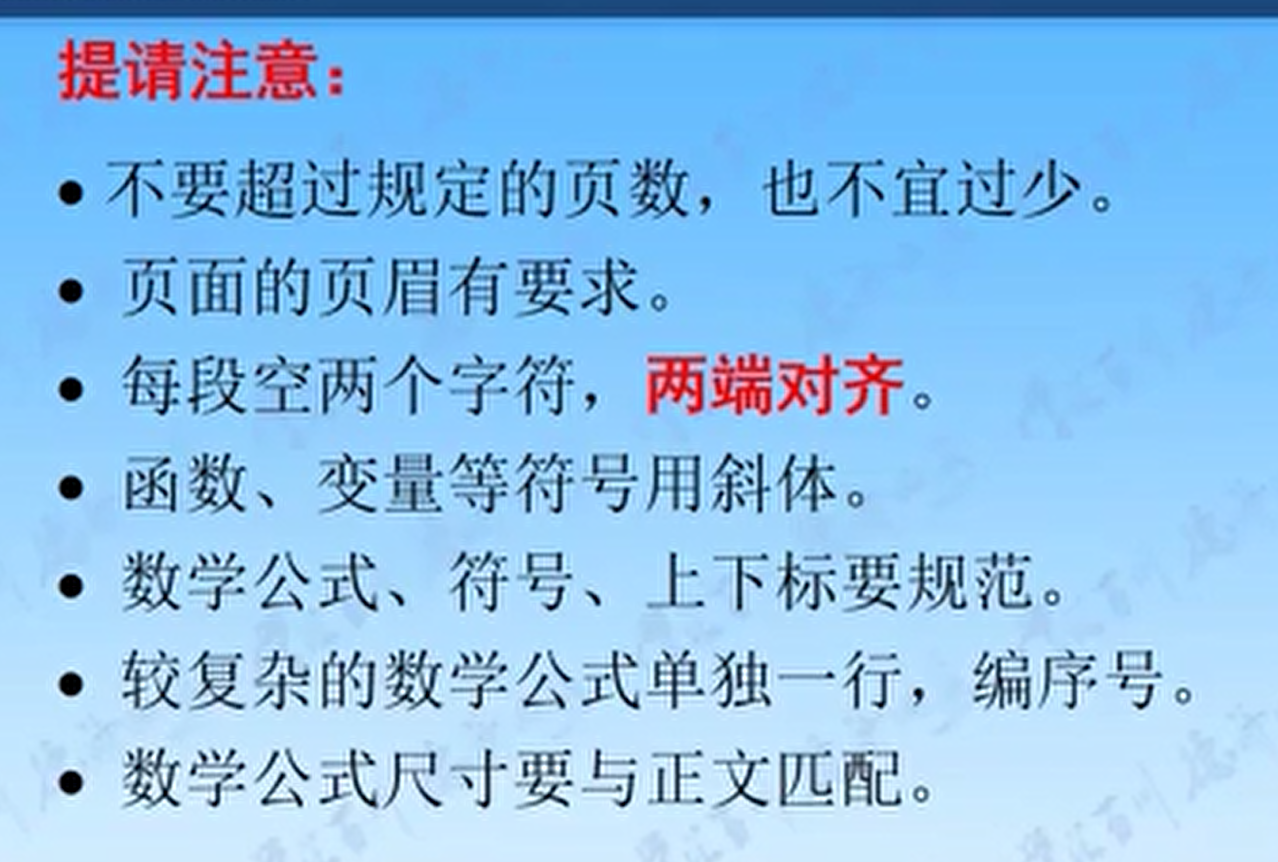 提请注意：
● 不要超过规定的页数，也不宜过少。
● 页面的页眉有要求。
● 每段空两个字符，两端对齐。
● 函数、变量等符号用斜体。
● 数学公式、符号、上下标要规范。
● 较复杂的数学公式单独一行，编序号。
● 数学公式尺寸要与正文匹配。